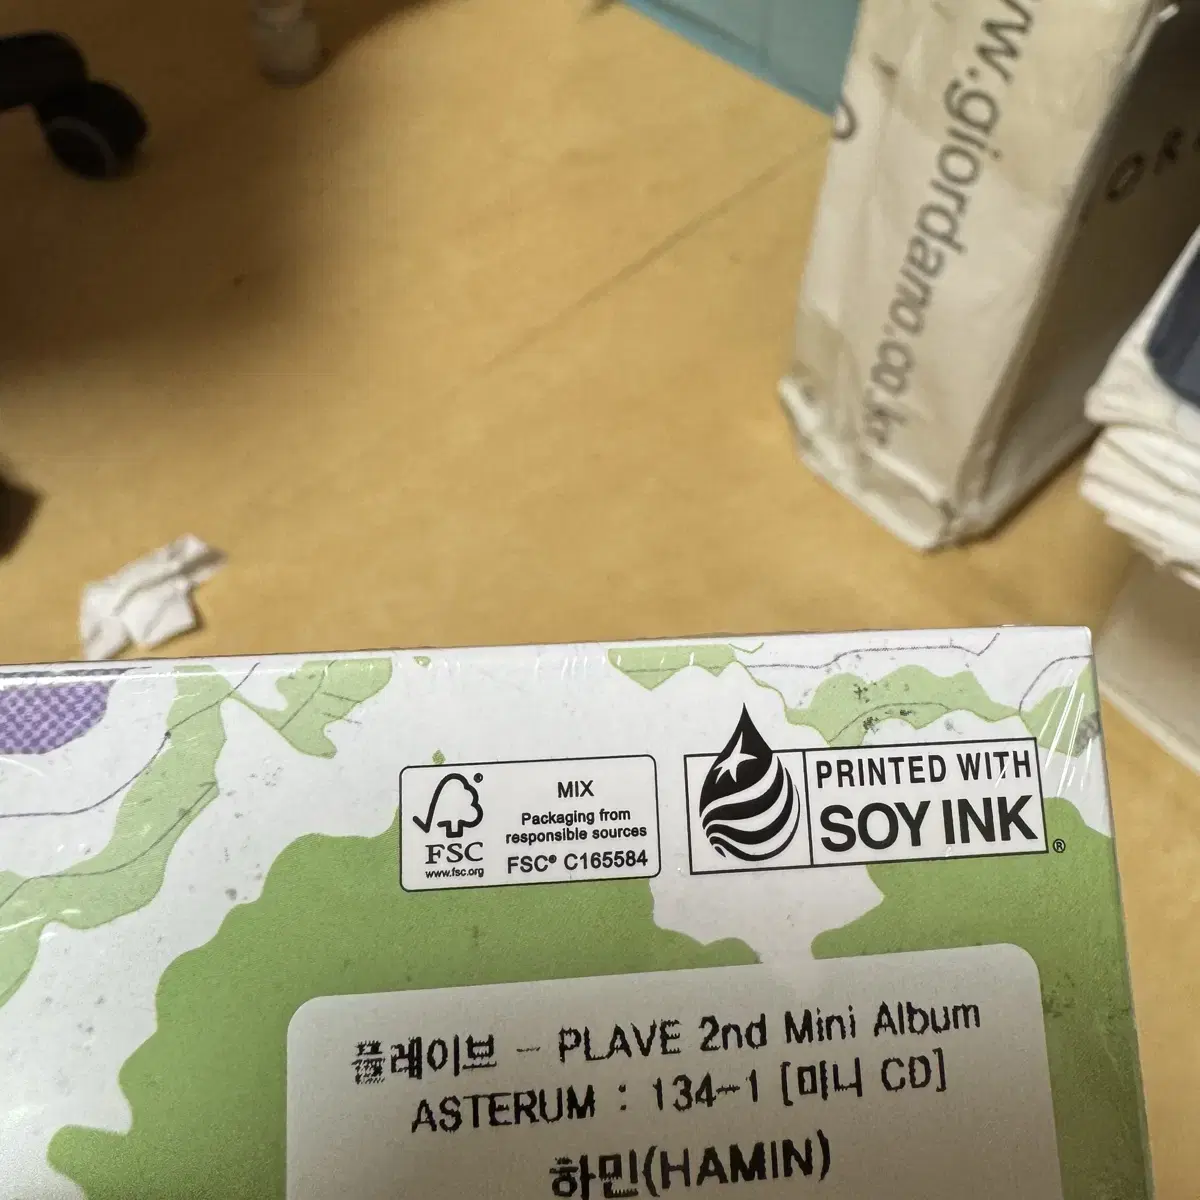 www.giordano.co.kr
FSC
www.fsc.org
MIX
Packaging from
responsible sources
FSC® C165584
PRINTED WITH
SOY INK
®
플레이브 - PLAVE 2nd Mini Album
ASTERUM : 134-1 [미니 CD]
하민(HAMIN)